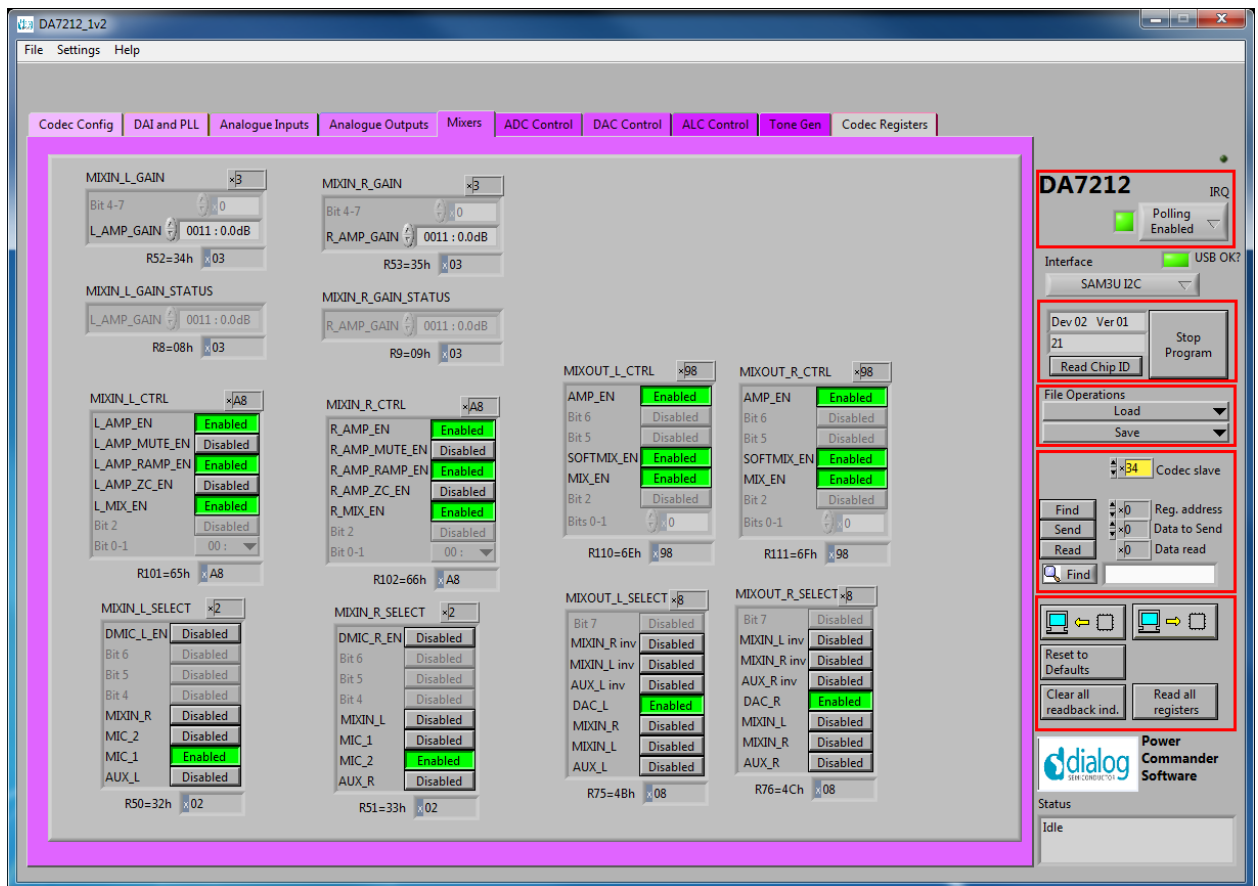 DA7212_1v2
File Settings Help
Codec Config DAI and PLL Analogue Inputs Analogue Outputs Mixers ADC Control DAC Control ALC Control Tone Gen Codec Registers
MIXIN_L_GAIN x3
Bit 4-7 x0
L_AMP_GAIN 0011 : 0.0dB
R52=34h x03
MIXIN_L_GAIN_STATUS
L_AMP_GAIN 0011 : 0.0dB
R8=08h x03
MIXIN_L_CTRL xA8
L_AMP_EN Enabled
L_AMP_MUTE_EN Disabled
L_AMP_RAMP_EN Enabled
L_AMP_ZC_EN Disabled
L_MIX_EN Enabled
Bit 2 Disabled
Bit 0-1 00 :
R101=65h xA8
MIXIN_L_SELECT x2
DMIC_L_EN Disabled
Bit 6 Disabled
Bit 5 Disabled
Bit 4 Disabled
MIXIN_R Disabled
MIC_2 Disabled
MIC_1 Enabled
AUX_L Disabled
R50=32h x02
MIXIN_R_GAIN x3
Bit 4-7 x0
R_AMP_GAIN 0011 : 0.0dB
R53=35h x03
MIXIN_R_GAIN_STATUS
R_AMP_GAIN 0011 : 0.0dB
R9=09h x03
MIXIN_R_CTRL xA8
R_AMP_EN Enabled
R_AMP_MUTE_EN Disabled
R_AMP_RAMP_EN Enabled
R_AMP_ZC_EN Disabled
R_MIX_EN Enabled
Bit 2 Disabled
Bit 0-1 00 :
R102=66h xA8
MIXIN_R_SELECT x2
DMIC_R_EN Disabled
Bit 6 Disabled
Bit 5 Disabled
Bit 4 Disabled
MIXIN_L Disabled
MIC_1 Disabled
MIC_2 Enabled
AUX_R Disabled
R51=33h x02
MIXOUT_L_CTRL x98
AMP_EN Enabled
Bit 6 Disabled
Bit 5 Disabled
SOFTMIX_EN Enabled
MIX_EN Enabled
Bit 2 Disabled
Bits 0-1 x0
R110=6Eh x98
MIXOUT_L_SELECT x8
Bit 7 Disabled
MIXIN_R inv Disabled
MIXIN_L inv Disabled
AUX_L inv Disabled
DAC_L Enabled
MIXIN_R Disabled
MIXIN_L Disabled
AUX_L Disabled
R75=4Bh x08
MIXOUT_R_CTRL x98
AMP_EN Enabled
Bit 6 Disabled
Bit 5 Disabled
SOFTMIX_EN Enabled
MIX_EN Enabled
Bit 2 Disabled
Bits 0-1 x0
R111=6Fh x98
MIXOUT_R_SELECT x8
Bit 7 Disabled
MIXIN_L inv Disabled
MIXIN_R inv Disabled
AUX_R inv Disabled
DAC_R Enabled
MIXIN_L Disabled
MIXIN_R Disabled
AUX_R Disabled
R76=4Ch x08
DA7212
IRQ
Polling
Enabled
Interface USB OK?
SAM3U I2C
Dev 02 Ver 01
21
Read Chip ID
Stop
Program
File Operations
Load
Save
x34 Codec slave
Find x0 Reg. address
Send x0 Data to Send
Read x0 Data read
Find
Reset to
Defaults
Clear all
readback ind.
Read all
registers
dialog
SEMICONDUCTOR
Power
Commander
Software
Status
Idle